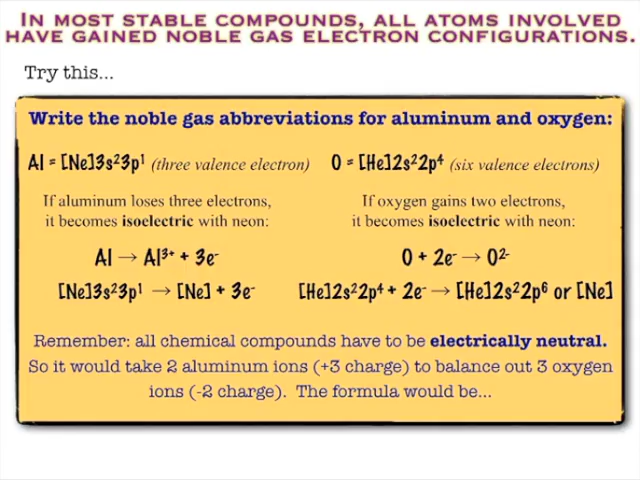 IN MOST STABLE COMPOUNDS, ALL ATOMS INVOLVED
HAVE GAINED NOBLE GAS ELECTRON CONFIGURATIONS.
Try this...
Write the noble gas abbreviations for aluminum and oxygen:
Al = [Ne]3s²3p¹ (three valence electron) O = [He]2s²2p⁴ (six valence electrons)
If aluminum loses three electrons,
it becomes isoelectric with neon:
Al → Al³⁺ + 3e⁻
[Ne]3s²3p¹ → [Ne] + 3e⁻
If oxygen gains two electrons,
it becomes isoelectric with neon:
O + 2e⁻ → O²⁻
[He]2s²2p⁴ + 2e⁻ → [He]2s²2p⁶ or [Ne]
Remember: all chemical compounds have to be electrically neutral.
So it would take 2 aluminum ions (+3 charge) to balance out 3 oxygen
ions (-2 charge). The formula would be...